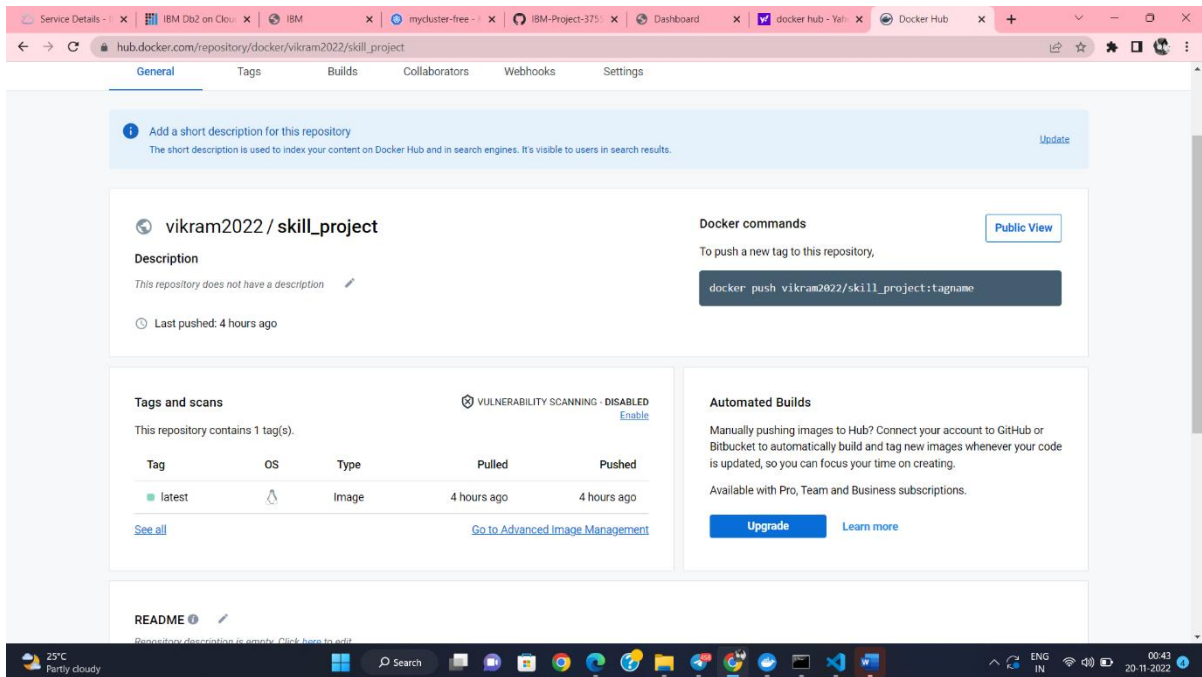 Service Details - I
IBM Db2 on Clou
IBM
mycluster-free -
IBM-Project-375
Dashboard
docker hub - Yah
Docker Hub
hub.docker.com/repository/docker/vikram2022/skill_project
General Tags Builds Collaborators Webhooks Settings
Add a short description for this repository
The short description is used to index your content on Docker Hub and in search engines. It's visible to users in search results.
Update
vikram2022 / skill_project
Description
This repository does not have a description
Last pushed: 4 hours ago
Docker commands
Public View
To push a new tag to this repository,
docker push vikram2022/skill_project:tagname
Tags and scans
VULNERABILITY SCANNING - DISABLED
Enable
This repository contains 1 tag(s).
Tag OS Type Pulled Pushed
latest Image 4 hours ago 4 hours ago
See all
Go to Advanced Image Management
Automated Builds
Manually pushing images to Hub? Connect your account to GitHub or
Bitbucket to automatically build and tag new images whenever your code
is updated, so you can focus your time on creating.
Available with Pro, Team and Business subscriptions.
Upgrade Learn more
README
Repository description is empty. Click here to edit.
25°C
Partly cloudy
Search
ENG
IN
00:43
20-11-2022
4